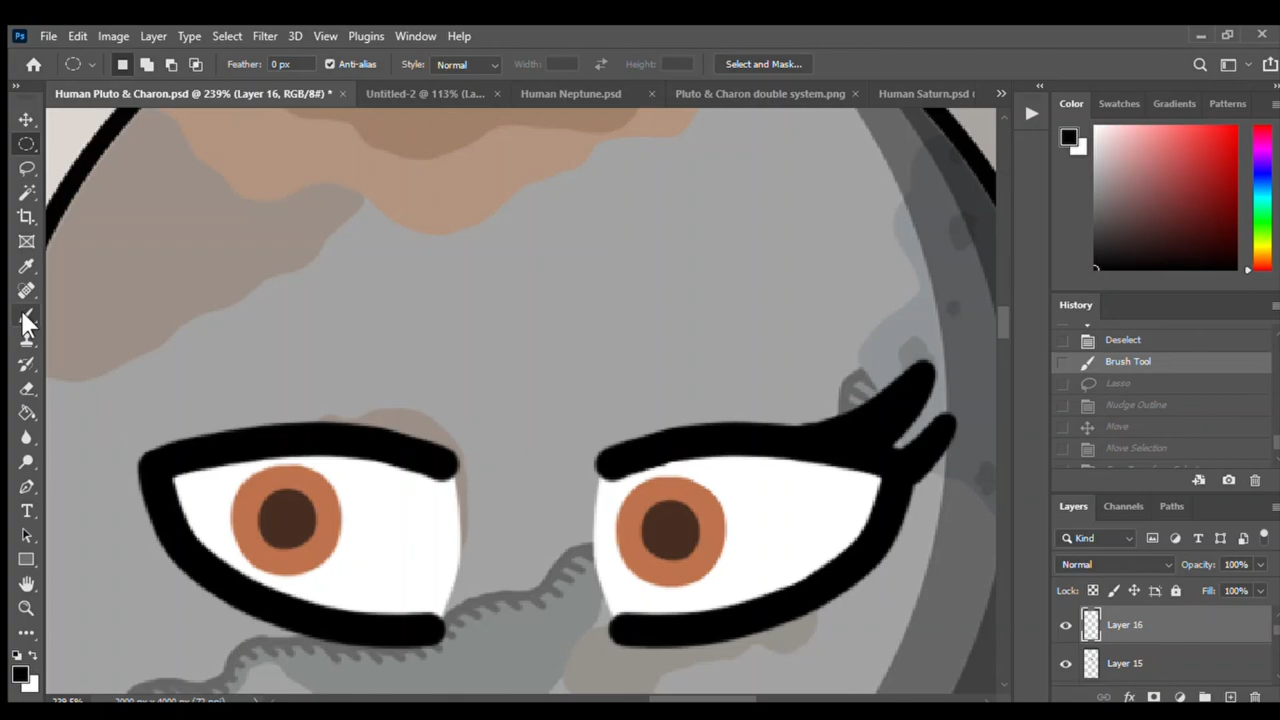 Ps File Edit Image Layer Type Select Filter 3D View Plugins Window Help
Feather: 0 px Anti-alias Style: Normal Width: Height: Select and Mask...
Human Pluto & Charon.psd @ 239% (Layer 16, RGB/8#) * Untitled-2 @ 113% (La... Human Neptune.psd Pluto & Charon double system.png Human Saturn.psd
Color Swatches Gradients Patterns
History
Deselect
Brush Tool
Lasso
Nudge Outline
Move
Move Selection
Layers Channels Paths
Kind
Normal Opacity: 100%
Lock: Fill: 100%
Layer 16
Layer 15
fx